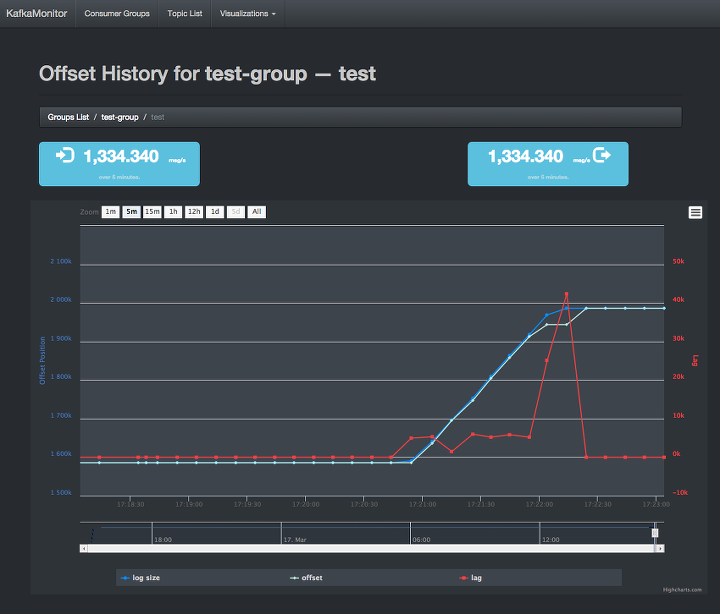 KafkaMonitor Consumer Groups Topic List Visualizations
Offset History for test-group — test
Groups List / test-group / test
1,334.340 msg/s 1,334.340 msg/s
over 5 minutes. over 5 minutes.
Zoom 1m 5m 15m 1h 12h 1d 5d All
2 100k 50k
2 000k 40k
1 900k 30k
Offset Position Lag
1 800k 20k
1 700k 10k
1 600k 0k
1 500k -10k
17:18:00 17:19:00 17:19:30 17:20:00 17:20:30 17:21:00 17:21:30 17:22:00 17:22:30 17:23:00
18:00 17. Mar 06:00 12:00
log size offset lag
Highcharts.com